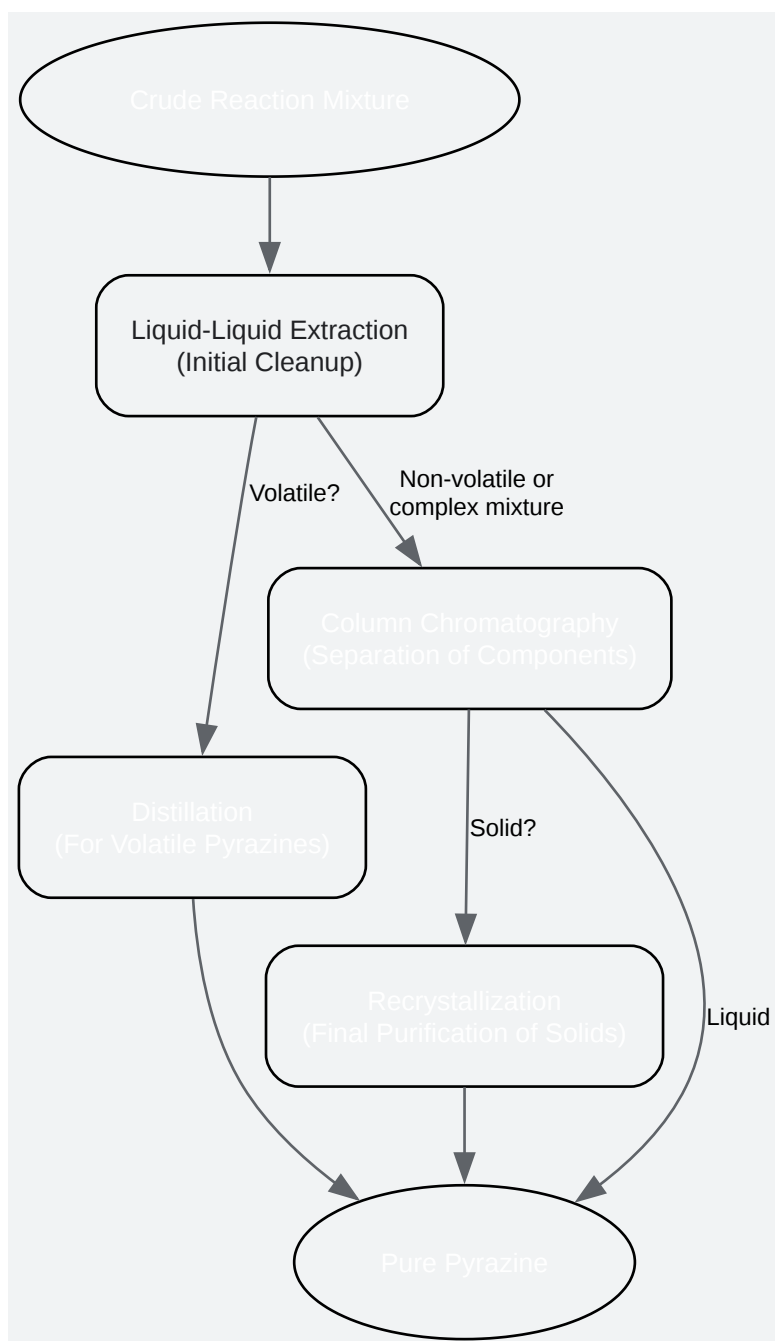 Crude Reaction Mixture
Liquid-Liquid Extraction
(Initial Cleanup)
Volatile?
Non-volatile or
complex mixture
Column Chromatography
(Separation of Components)
Distillation
(For Volatile Pyrazines)
Solid?
Recrystallization
(Final Purification of Solids)
Liquid
Pure Pyrazine